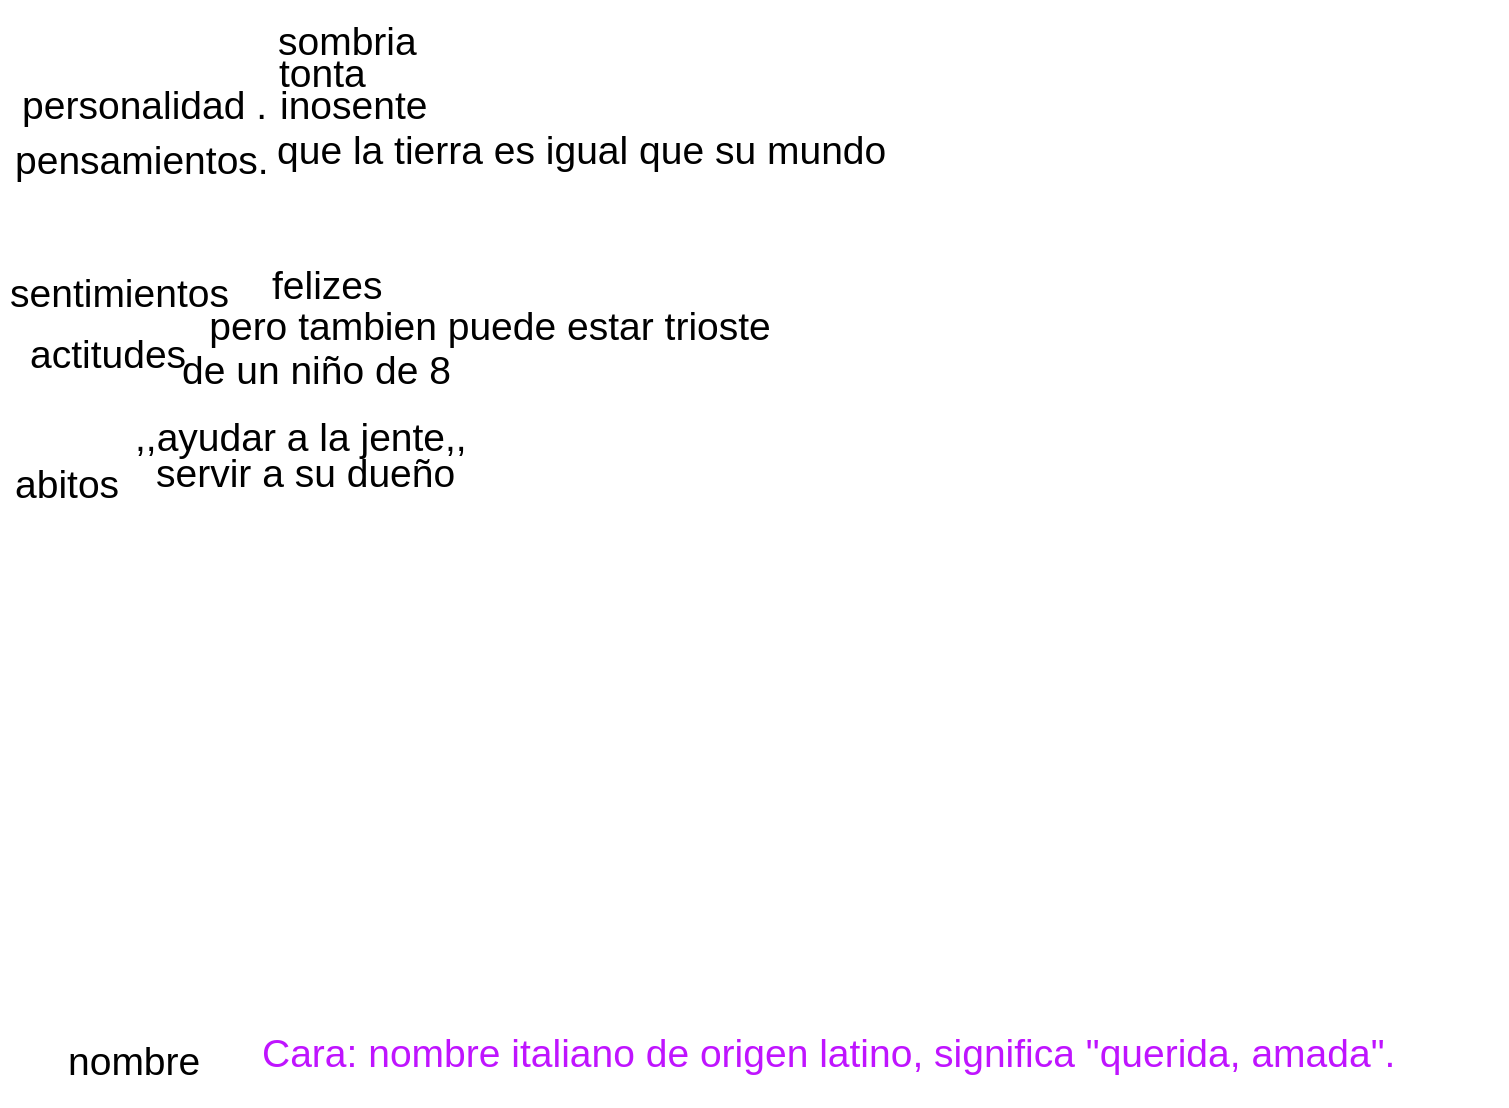 sombria
tonta
personalidad . inosente
pensamientos. que la tierra es igual que su mundo
sentimientos felizes
pero tambien puede estar trioste
actitudes de un niño de 8
,,ayudar a la jente,,
servir a su dueño
abitos
nombre Cara: nombre italiano de origen latino, significa "querida, amada".